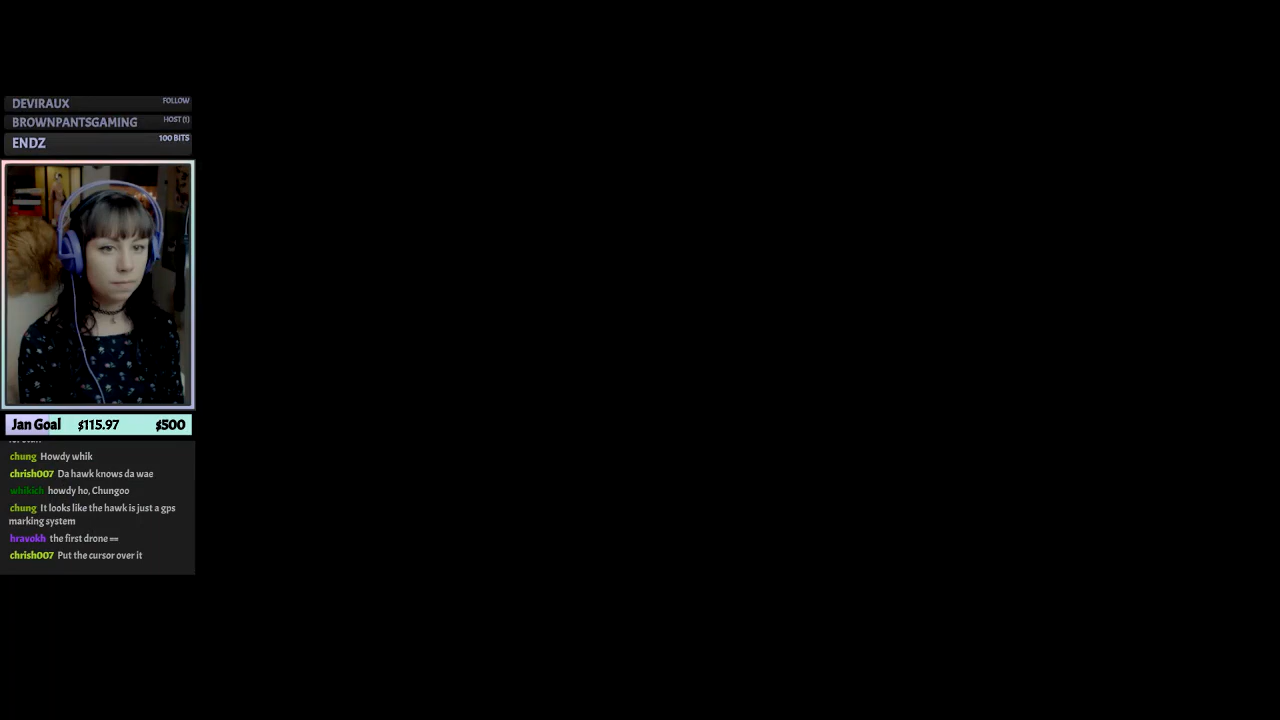 DEVIRAUX FOLLOW
BROWNPANTSGAMING HOST (1)
ENDZ 100 BITS
Jan Goal $115.97 $500
chung Howdy whik
chrish007 Da hawk knows da wae
whikich howdy ho, Chungoo
chung It looks like the hawk is just a gps
marking system
hravokh the first drone ==
chrish007 Put the cursor over it